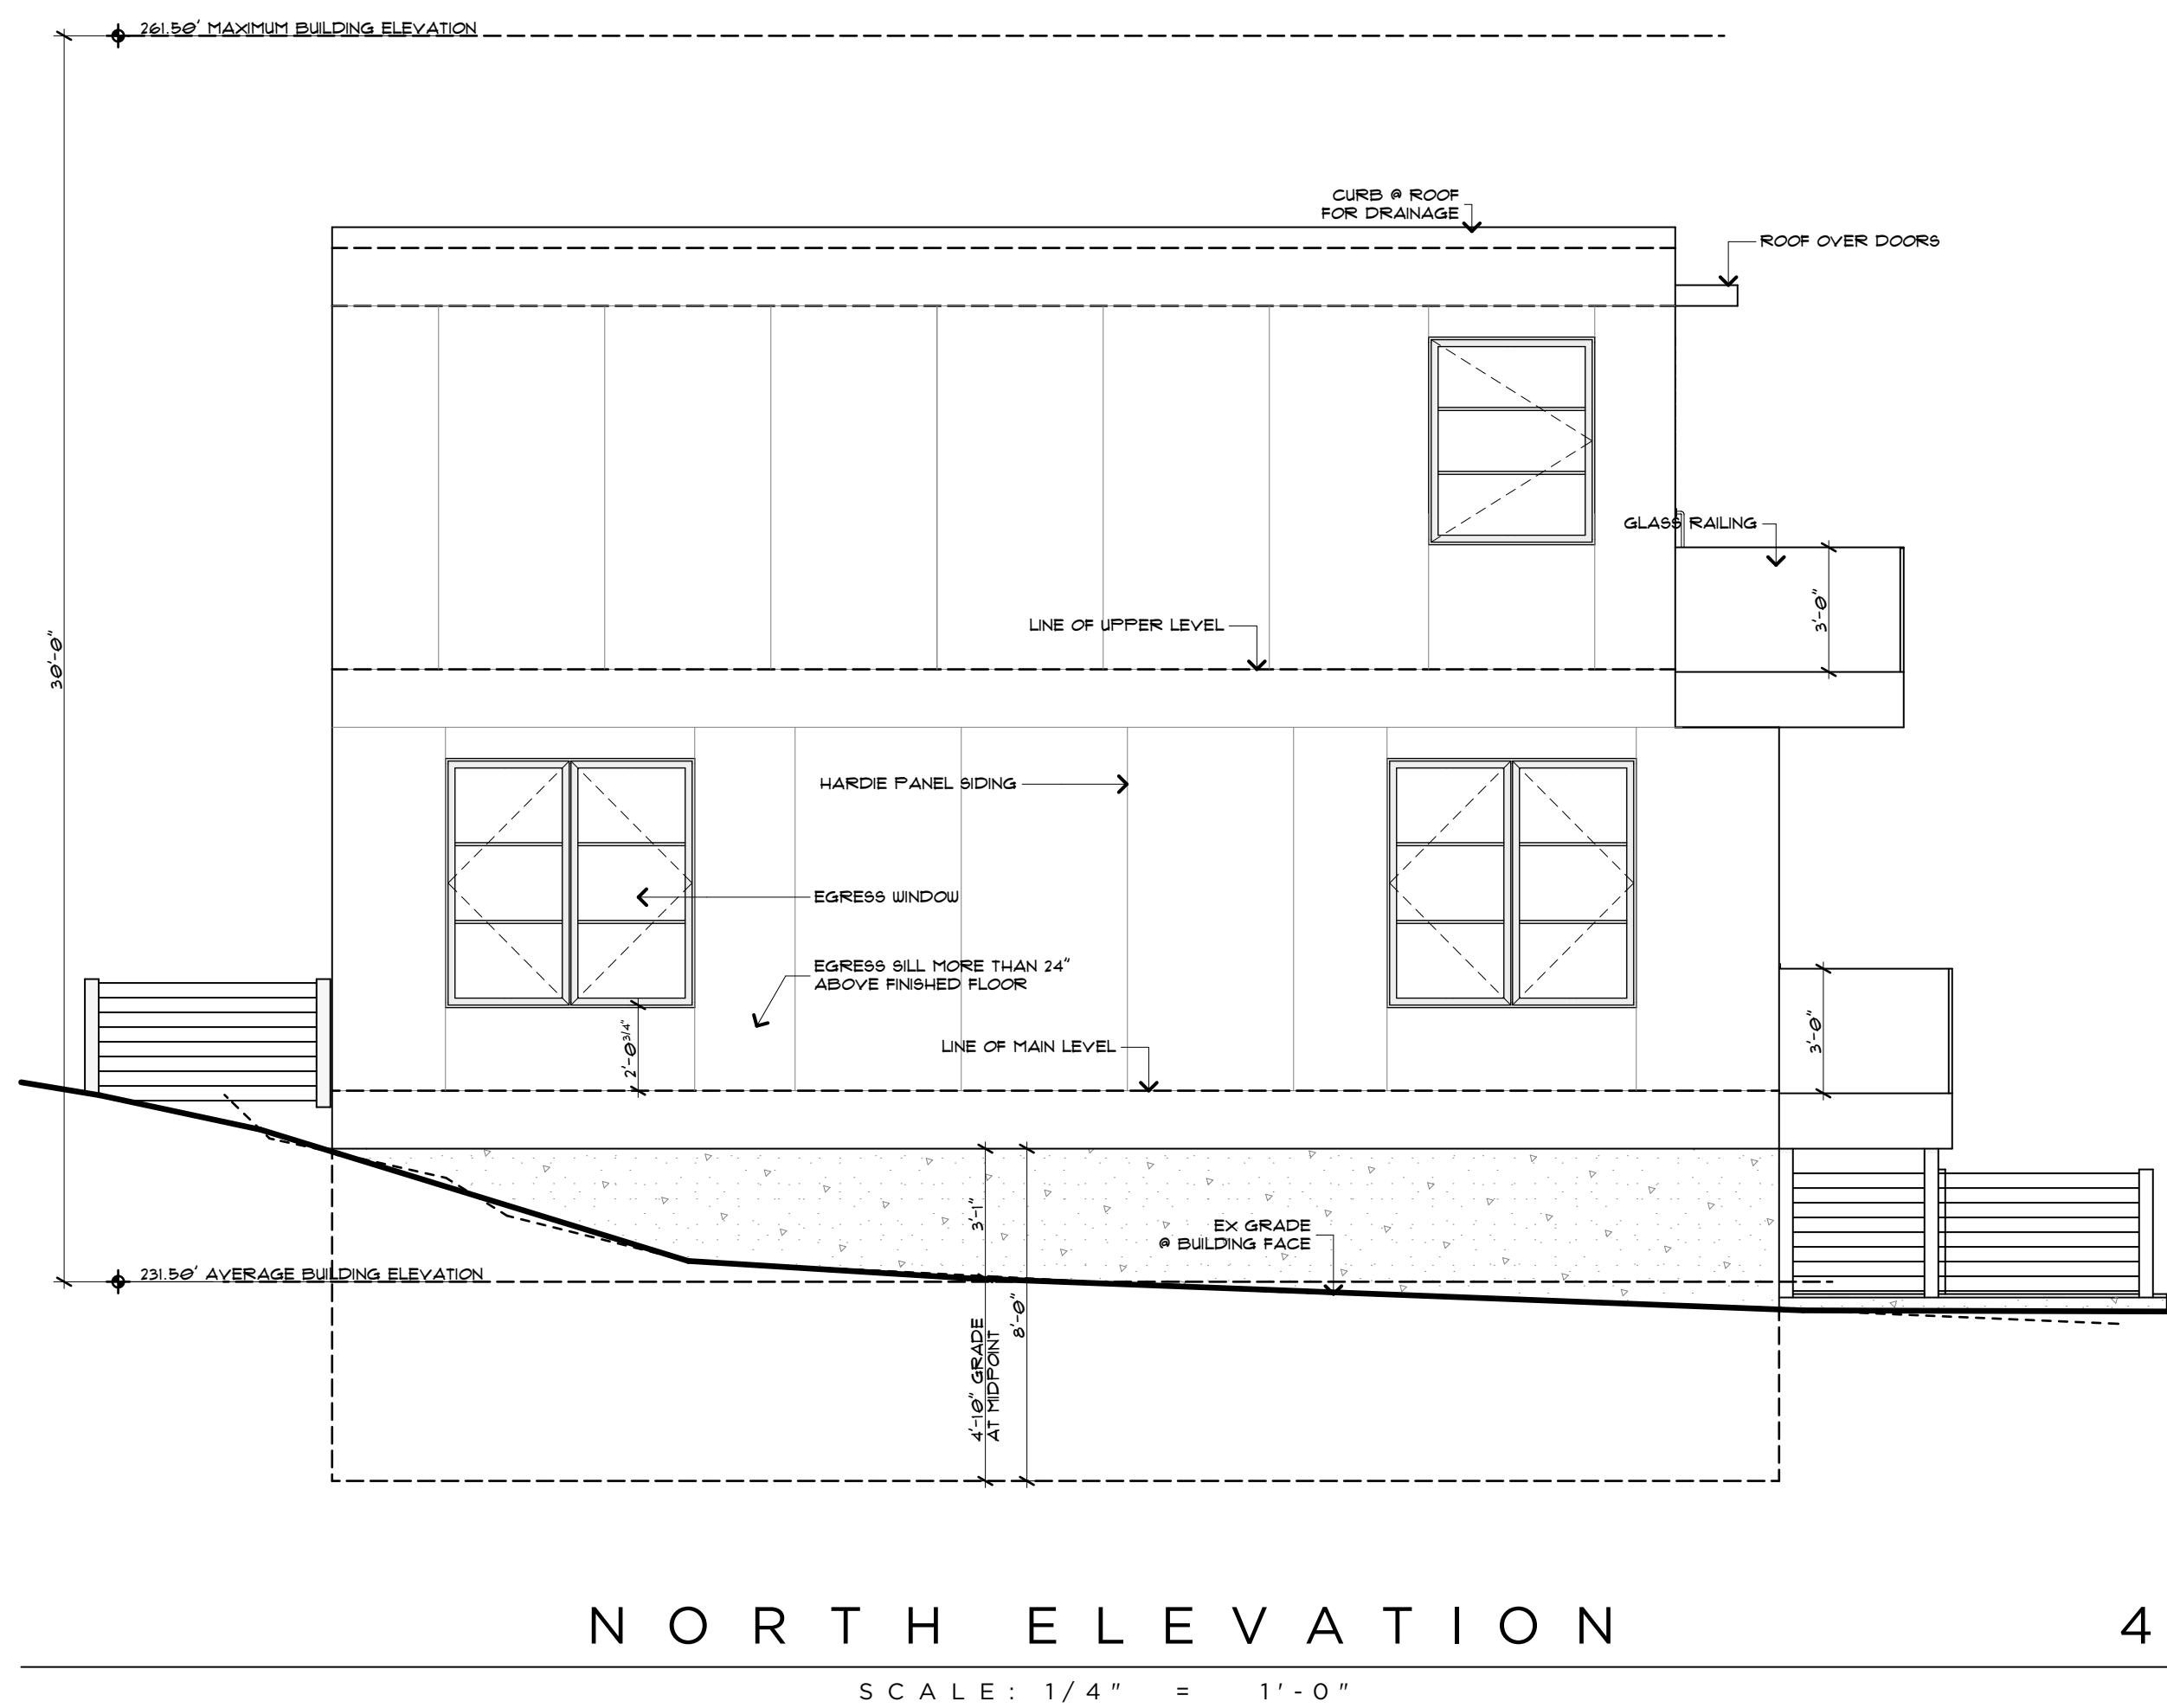 261.50' MAXIMUM BUILDING ELEVATION
CURB @ ROOF
FOR DRAINAGE
ROOF OVER DOORS
GLASS RAILING
3'-0"
30'-0"
LINE OF UPPER LEVEL
HARDIE PANEL SIDING
EGRESS WINDOW
EGRESS SILL MORE THAN 24"
ABOVE FINISHED FLOOR
2'-0 3/4"
LINE OF MAIN LEVEL
3'-0"
3'-1"
EX GRADE
@ BUILDING FACE
231.50' AVERAGE BUILDING ELEVATION
8'-0"
4'-10" GRADE
AT MIDPOINT
NORTH ELEVATION 4
SCALE: 1/4" = 1'-0"